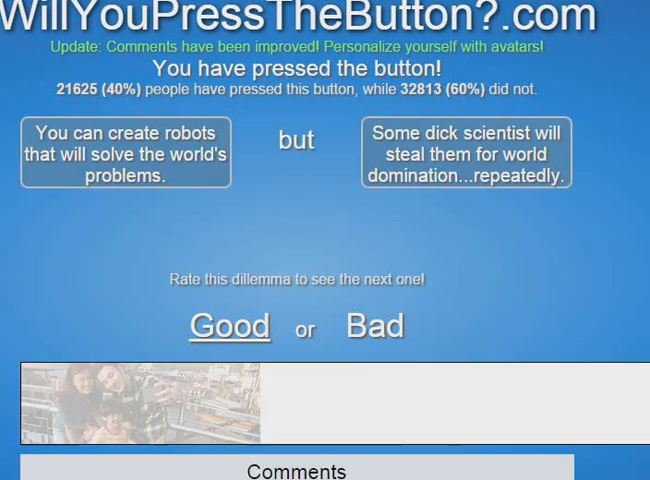 WillYouPressTheButton?.com
Update: Comments have been improved! Personalize yourself with avatars!
You have pressed the button!
21625 (40%) people have pressed this button, while 32813 (60%) did not.
You can create robots
that will solve the world's
problems.
but
Some dick scientist will
steal them for world
domination...repeatedly.
Rate this dillemma to see the next one!
Good or Bad
Comments